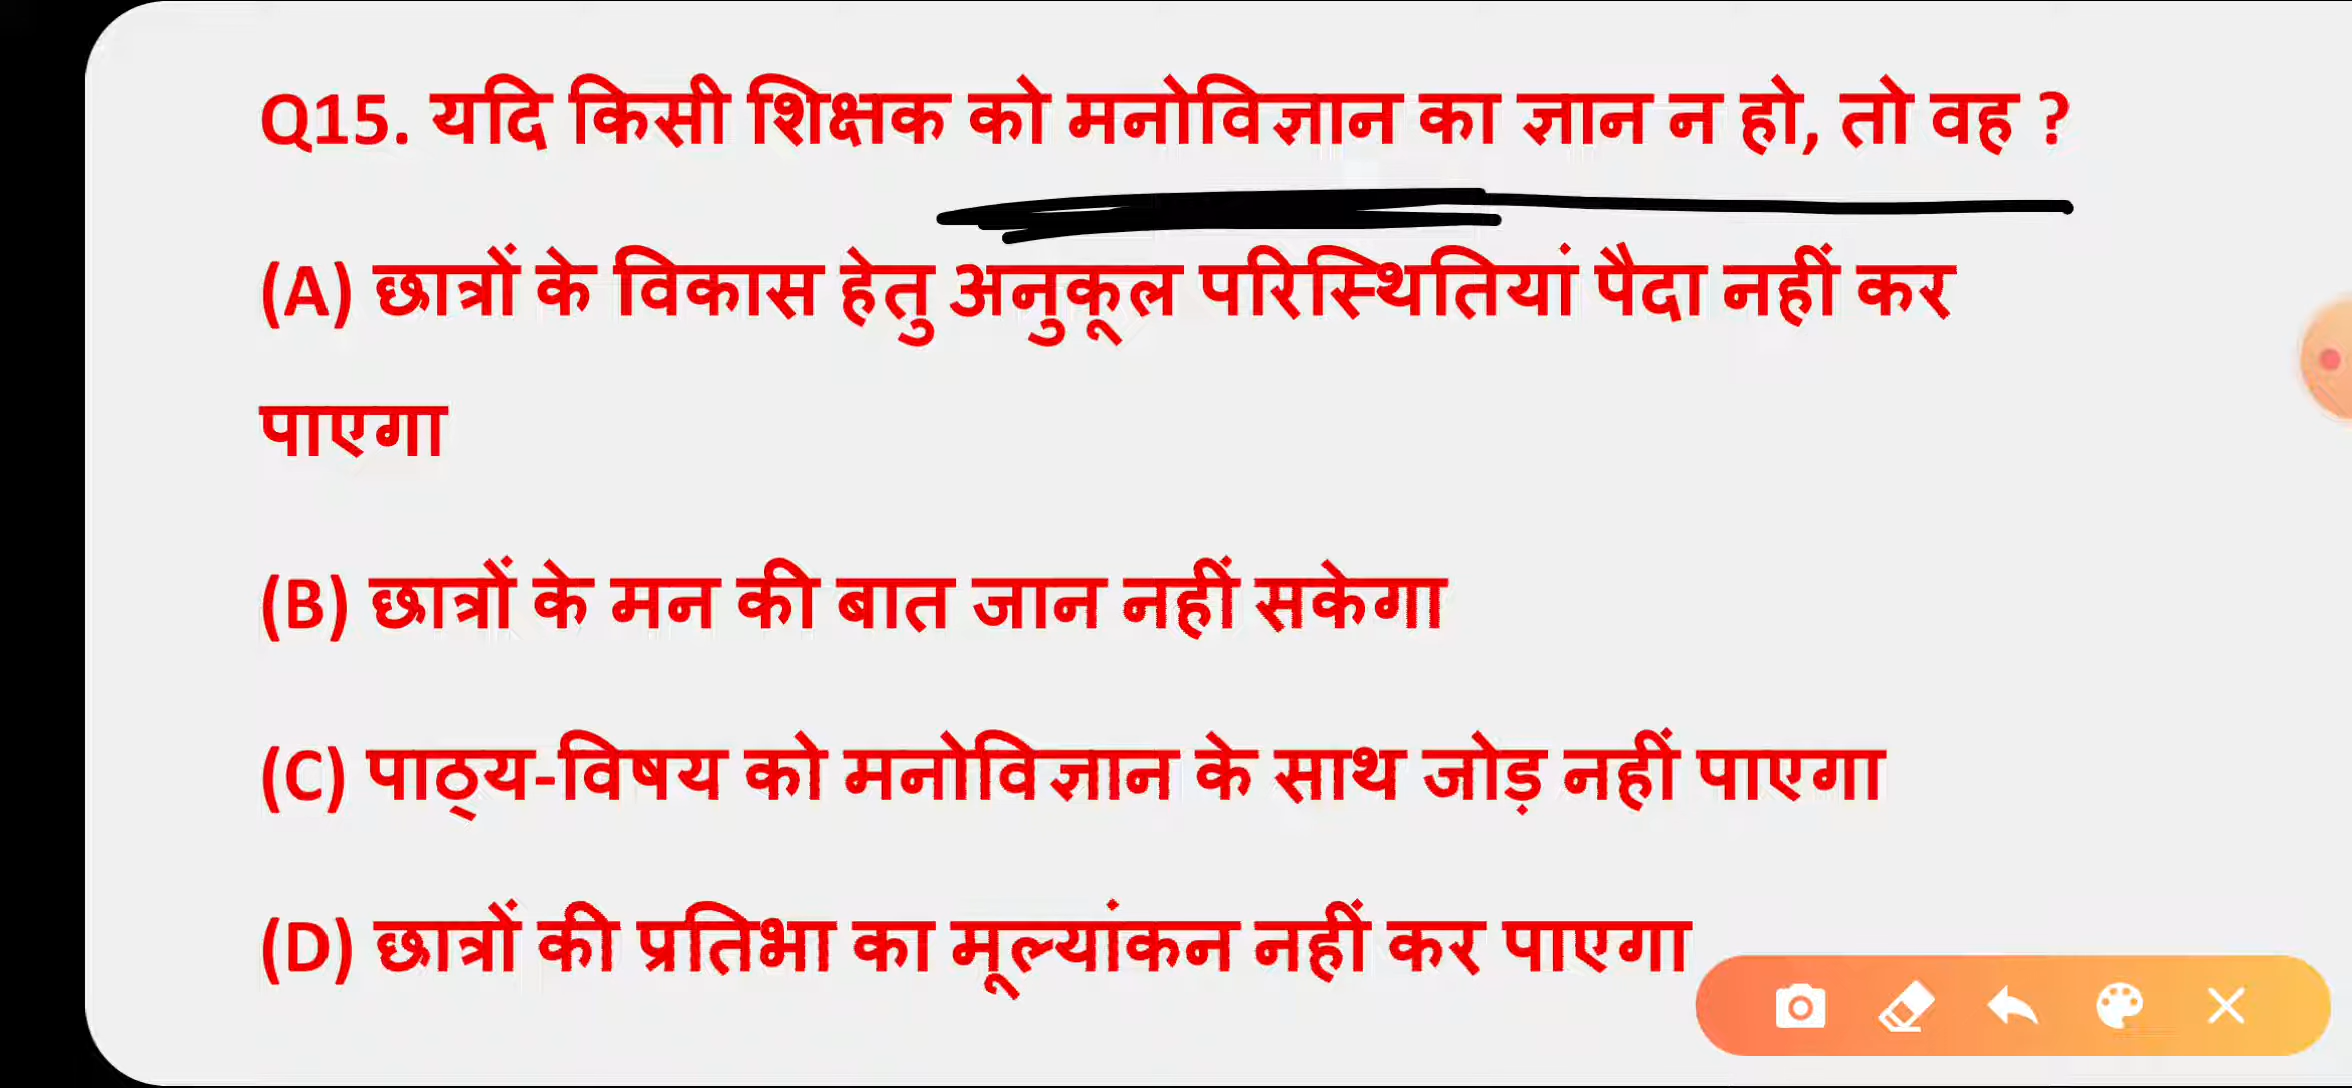 Q15. यदि किसी शिक्षक को मनोविज्ञान का ज्ञान न हो, तो वह ?
(A) छात्रों के विकास हेतु अनुकूल परिस्थितियां पैदा नहीं कर
पाएगा
(B) छात्रों के मन की बात जान नहीं सकेगा
(C) पाठ्य-विषय को मनोविज्ञान के साथ जोड़ नहीं पाएगा
(D) छात्रों की प्रतिभा का मूल्यांकन नहीं कर पाएगा